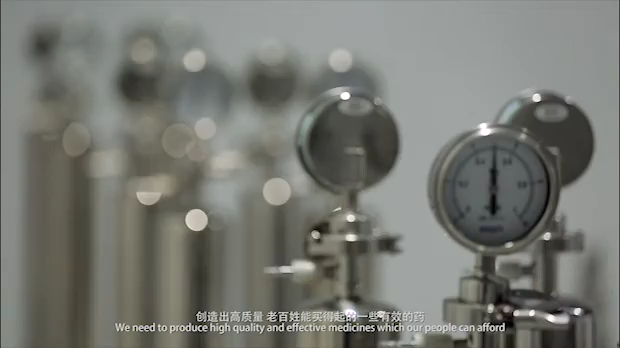 创造出高质量 老百姓能买得起的一些有效的药
We need to produce high quality and effective medicines which our people can afford